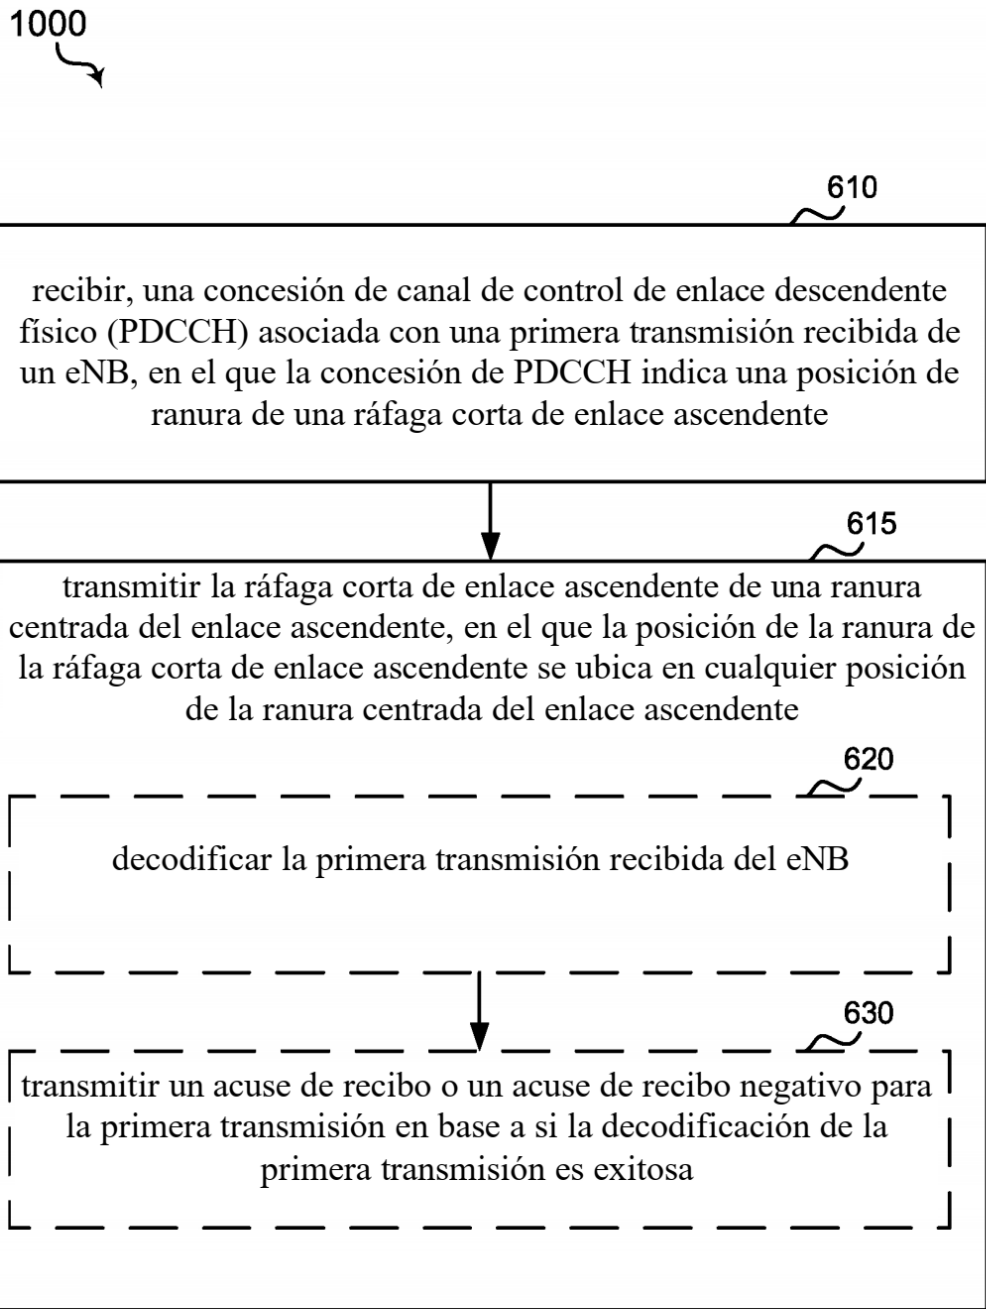 1000
610
recibir, una concesión de canal de control de enlace descendente
físico (PDCCH) asociada con una primera transmisión recibida de
un eNB, en el que la concesión de PDCCH indica una posición de
ranura de una ráfaga corta de enlace ascendente
615
transmitir la ráfaga corta de enlace ascendente de una ranura
centrada del enlace ascendente, en el que la posición de la ranura de
la ráfaga corta de enlace ascendente se ubica en cualquier posición
de la ranura centrada del enlace ascendente
620
decodificar la primera transmisión recibida del eNB
630
transmitir un acuse de recibo o un acuse de recibo negativo para
la primera transmisión en base a si la decodificación de la
primera transmisión es exitosa